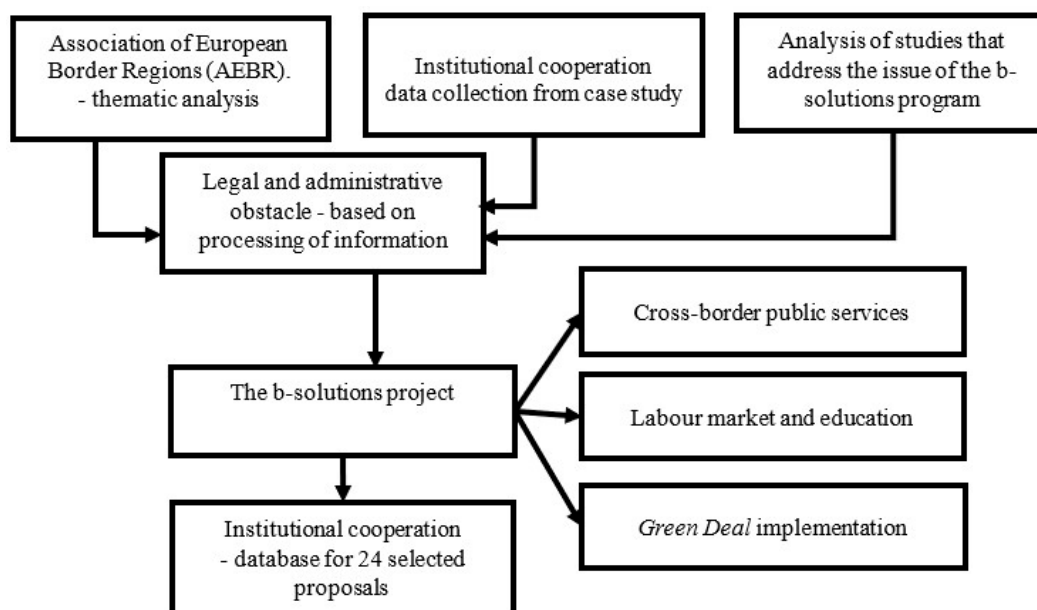 Association of European
Border Regions (AEBR).
- thematic analysis
Institutional cooperation
data collection from case study
Analysis of studies that
address the issue of the b-
solutions program
Legal and administrative
obstacle - based on
processing of information
Cross-border public services
The b-solutions project
Labour market and education
Institutional cooperation
- database for 24 selected
proposals
Green Deal implementation